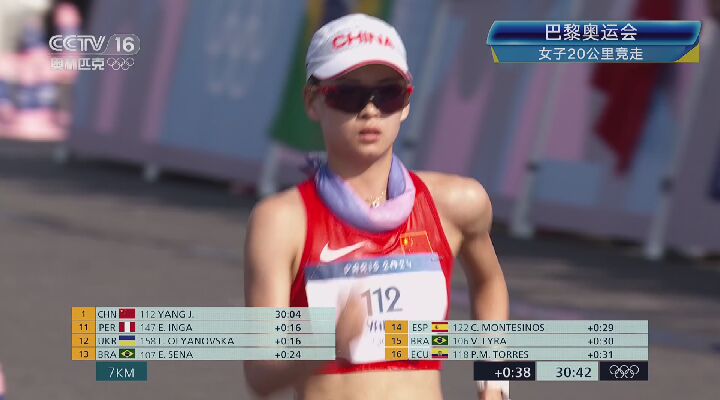 CCTV 16
奥林匹克
巴黎奥运会
女子20公里竞走
CHINA
PARIS 2024
112
1 CHN 112 YANG J. 30:04
11 PER 147 E. INGA +0:16
12 UKR 158 L. OLYANOVSKA +0:16
13 BRA 107 E. SENA +0:24
14 ESP 122 C. MONTESINOS +0:29
15 BRA 106 V. LYRA +0:30
16 ECU 118 P.M. TORRES +0:31
7KM
+0:38 30:42